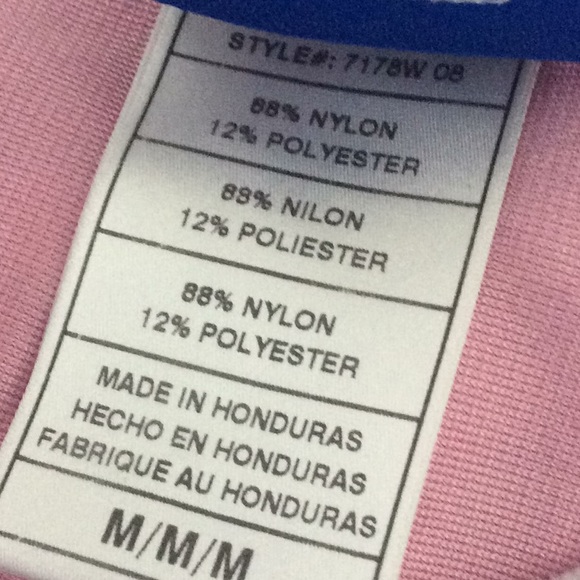 STYLE#: 7178W 08
88% NYLON
12% POLYESTER
88% NILON
12% POLIESTER
88% NYLON
12% POLYESTER
MADE IN HONDURAS
HECHO EN HONDURAS
FABRIQUE AU HONDURAS
M/M/M